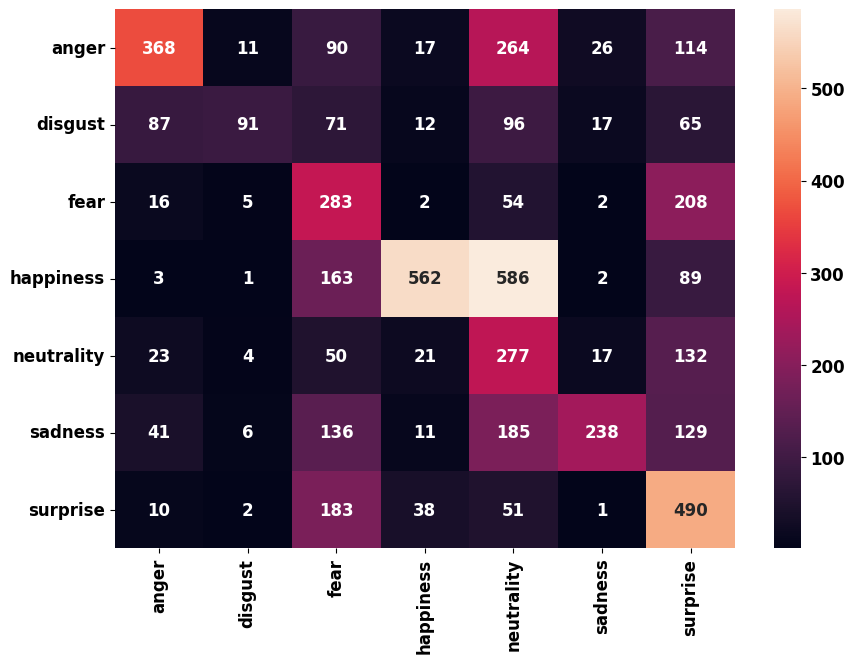 anger 368 11 90 17 264 26 114
disgust 87 91 71 12 96 17 65
fear 16 5 283 2 54 2 208
happiness 3 1 163 562 586 2 89
neutrality 23 4 50 21 277 17 132
sadness 41 6 136 11 185 238 129
surprise 10 2 183 38 51 1 490
anger disgust fear happiness neutrality sadness surprise
500
400
300
200
100